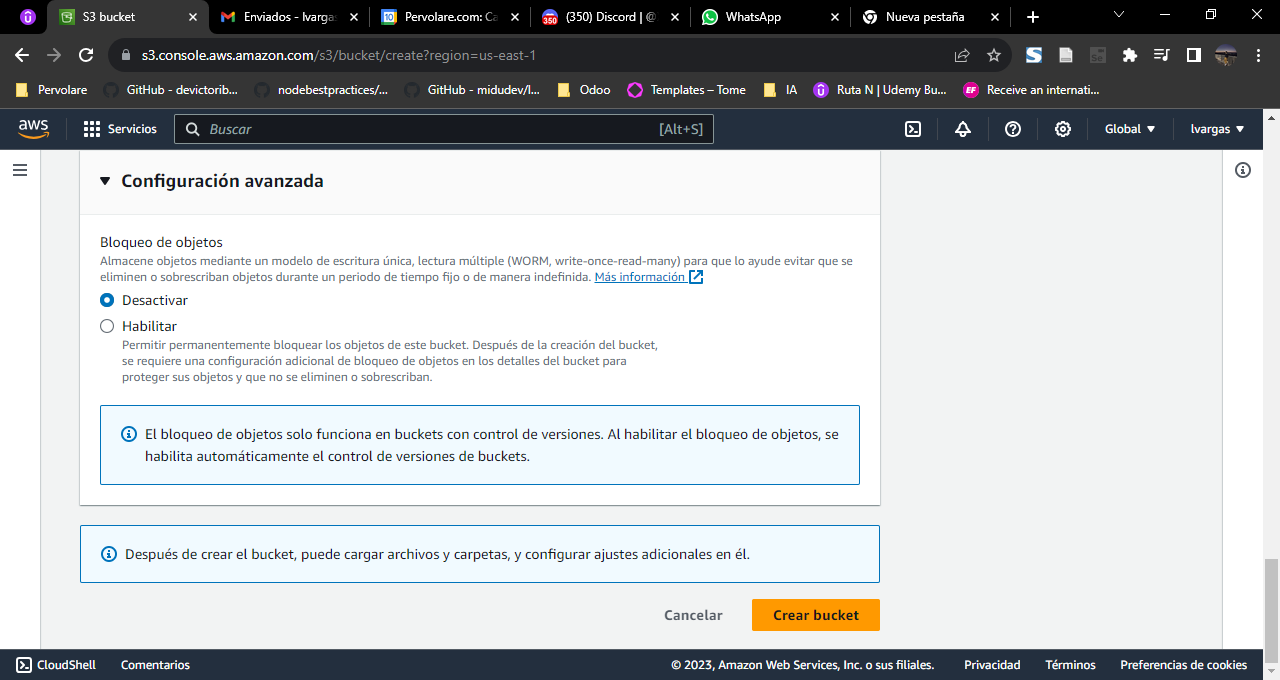 S3 bucket
Enviados - lvargas
Pervolare.com: Ca
(350) Discord | @
WhatsApp
Nueva pestaña
s3.console.aws.amazon.com/s3/bucket/create?region=us-east-1
Pervolare
GitHub - devictorib...
nodebestpractices/...
GitHub - midudev/l...
Odoo
Templates – Tome
IA
Ruta N | Udemy Bu...
Receive an internati...
aws
Servicios
Buscar
[Alt+S]
Global
lvargas
Configuración avanzada
Bloqueo de objetos
Almacene objetos mediante un modelo de escritura única, lectura múltiple (WORM, write-once-read-many) para que lo ayude evitar que se
eliminen o sobrescriban objetos durante un periodo de tiempo fijo o de manera indefinida. Más información
Desactivar
Habilitar
Permitir permanentemente bloquear los objetos de este bucket. Después de la creación del bucket,
se requiere una configuración adicional de bloqueo de objetos en los detalles del bucket para
proteger sus objetos y que no se eliminen o sobrescriban.
El bloqueo de objetos solo funciona en buckets con control de versiones. Al habilitar el bloqueo de objetos, se
habilita automáticamente el control de versiones de buckets.
Después de crear el bucket, puede cargar archivos y carpetas, y configurar ajustes adicionales en él.
Cancelar
Crear bucket
CloudShell
Comentarios
© 2023, Amazon Web Services, Inc. o sus filiales.
Privacidad
Términos
Preferencias de cookies